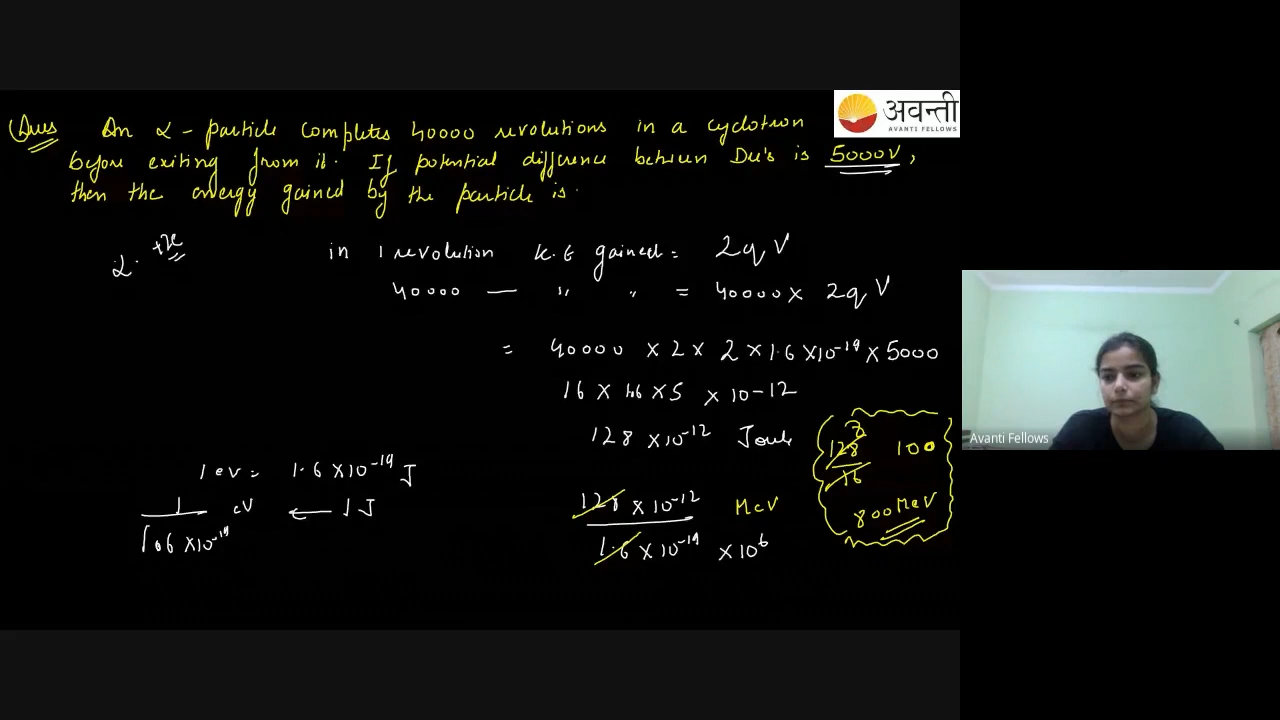 Ques An α - particle completes 40000 revolutions in a cyclotron
before exiting from it. If potential difference between Dee's is 5000V,
then the energy gained by the particle is.
अवन्ती
AVANTI FELLOWS
α. +2e
in 1 revolution K.E gained = 2qV
40000 — " " = 40000 × 2qV
= 40000 × 2 × 2 × 1.6 × 10-19 × 5000
16 × 1.6 × 5 × 10-12
128 × 10-12 Joule
1 eV = 1.6 × 10-19 J
1 eV ← 1 J
1.6 × 10-19
128 × 10-12 MeV
1.6 × 10-19 × 10^6
128 100
16
800 MeV
Avanti Fellows